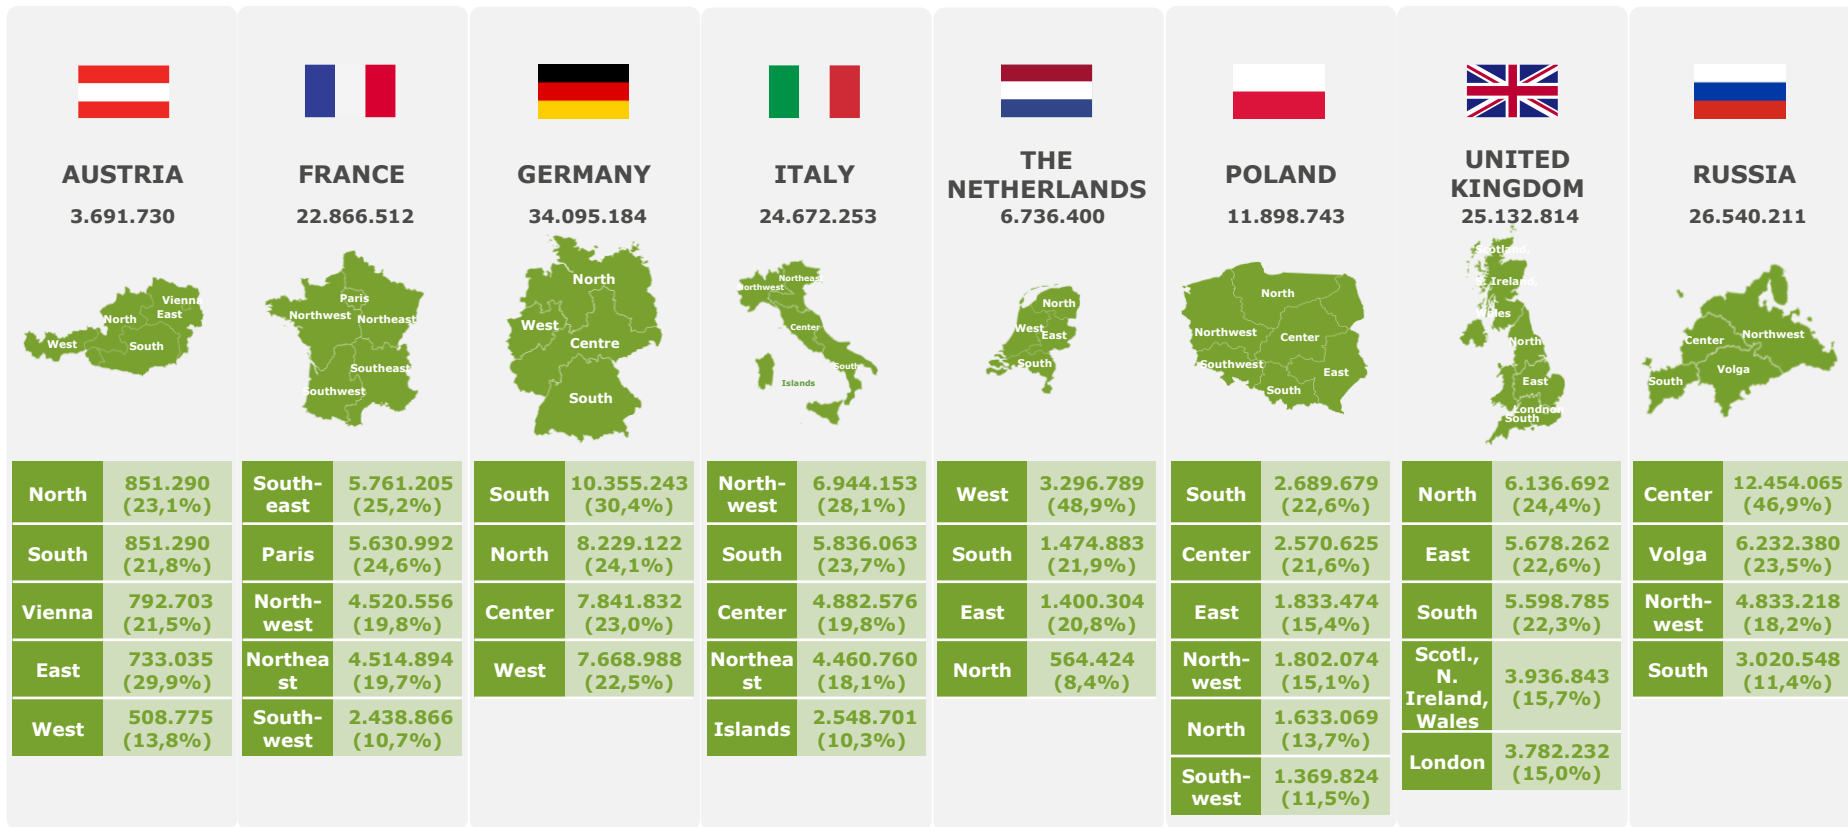 AUSTRIA
3.691.730
Vienna
North
East
West
South
North
851.290
(23,1%)
South
851.290
(21,8%)
Vienna
792.703
(21,5%)
East
733.035
(29,9%)
West
508.775
(13,8%)
FRANCE
22.866.512
Paris
Northwest
Northeast
Southeast
Southwest
South-
east
5.761.205
(25,2%)
Paris
5.630.992
(24,6%)
North-
west
4.520.556
(19,8%)
Northea
st
4.514.894
(19,7%)
South-
west
2.438.866
(10,7%)
GERMANY
34.095.184
North
West
Centre
South
South
10.355.243
(30,4%)
North
8.229.122
(24,1%)
Center
7.841.832
(23,0%)
West
7.668.988
(22,5%)
ITALY
24.672.253
Northeast
Northwest
Center
South
Islands
North-
west
6.944.153
(28,1%)
South
5.836.063
(23,7%)
Center
4.882.576
(19,8%)
Northea
st
4.460.760
(18,1%)
Islands
2.548.701
(10,3%)
THE
NETHERLANDS
6.736.400
North
West
East
South
West
3.296.789
(48,9%)
South
1.474.883
(21,9%)
East
1.400.304
(20,8%)
North
564.424
(8,4%)
POLAND
11.898.743
North
Northwest
Center
Southwest
East
South
South
2.689.679
(22,6%)
Center
2.570.625
(21,6%)
East
1.833.474
(15,4%)
North-
west
1.802.074
(15,1%)
North
1.633.069
(13,7%)
South-
west
1.369.824
(11,5%)
UNITED
KINGDOM
25.132.814
Scotland,
N. Ireland,
Wales
North
East
Londnon
South
North
6.136.692
(24,4%)
East
5.678.262
(22,6%)
South
5.598.785
(22,3%)
Scotl.,
N.
Ireland,
Wales
3.936.843
(15,7%)
London
3.782.232
(15,0%)
RUSSIA
26.540.211
Northwest
Center
Volga
South
Center
12.454.065
(46,9%)
Volga
6.232.380
(23,5%)
North-
west
4.833.218
(18,2%)
South
3.020.548
(11,4%)